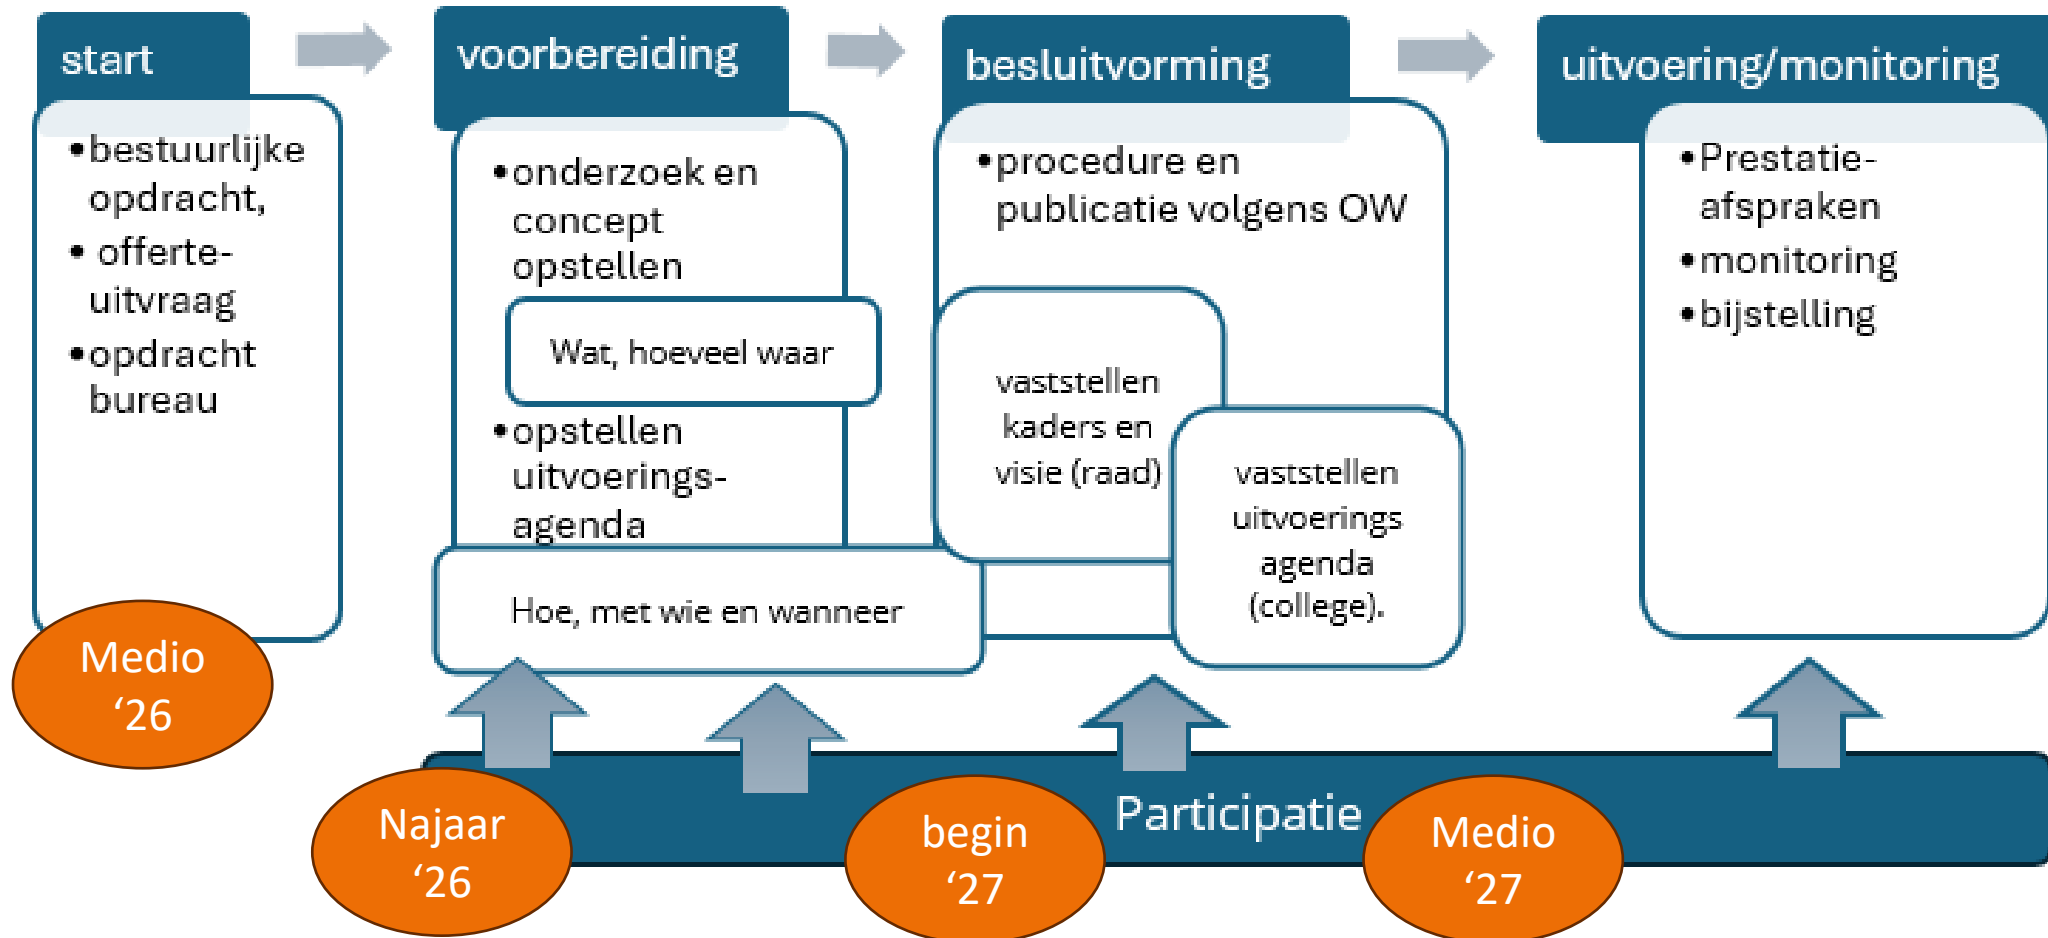 start
•bestuurlijke
opdracht,
• offerte-
uitvraag
•opdracht
bureau
Medio
‘26
voorbereiding
•onderzoek en
concept
opstellen
Wat, hoeveel waar
•opstellen
uitvoerings-
agenda
Hoe, met wie en wanneer
Najaar
‘26
besluitvorming
•procedure en
publicatie volgens OW
vaststellen
kaders en
visie (raad)
vaststellen
uitvoerings
agenda
(college).
begin
‘27
Participatie
uitvoering/monitoring
•Prestatie-
afspraken
•monitoring
•bijstelling
Medio
‘27